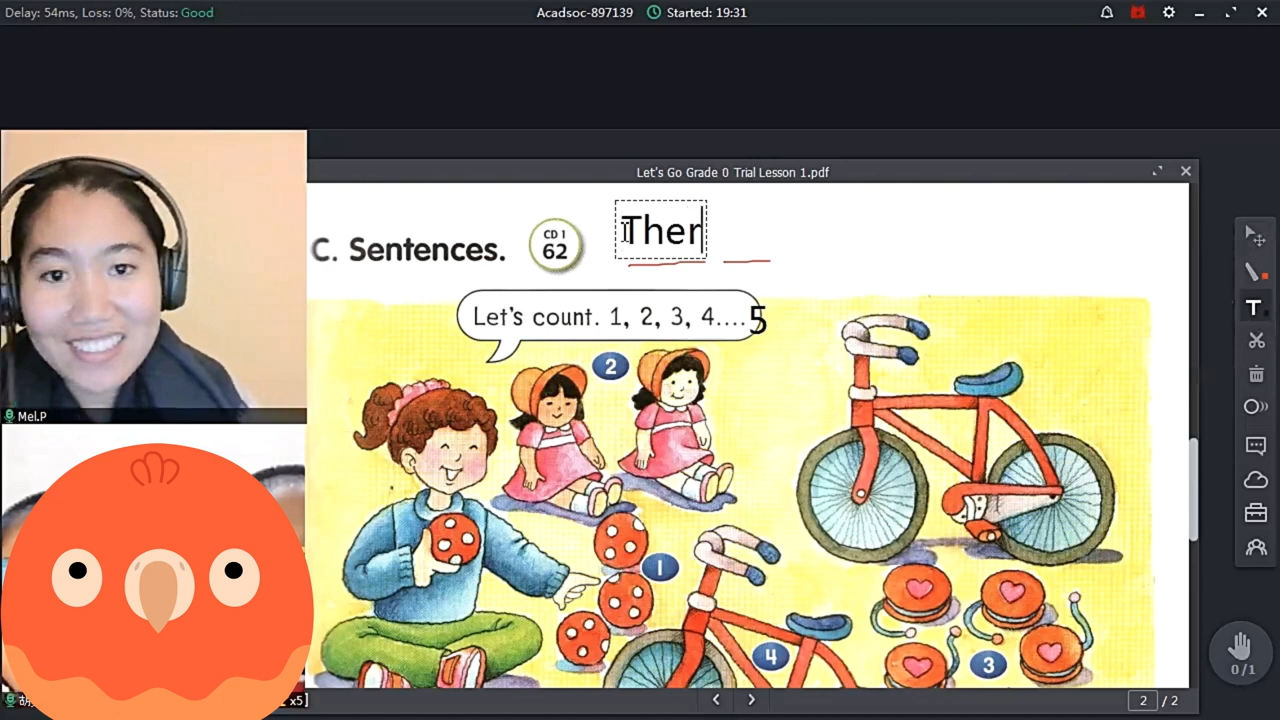 Delay: 54ms, Loss: 0%, Status: Good
Acadsoc-897139 Started: 19:31
Let's Go Grade 0 Trial Lesson 1.pdf
Ther
C. Sentences.
CD 1
62
Let's count. 1, 2, 3, 4.... 5
2
1
4
3
Mel.P
x5]
2 / 2
0/1
T